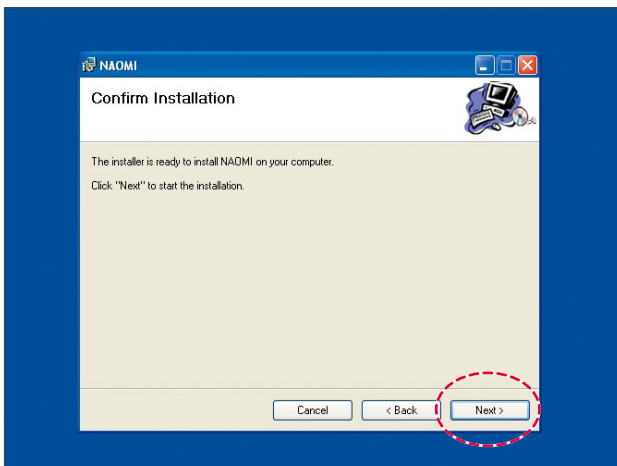 NAOMI
Confirm Installation
The installer is ready to install NAOMI on your computer.
Click "Next" to start the installation.
Cancel
< Back
Next >